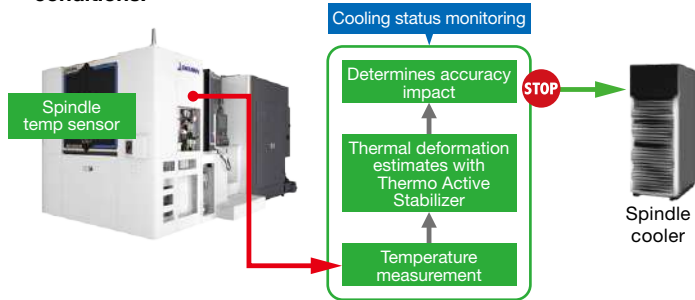 conditions.
Cooling status monitoring
Determines accuracy
impact
STOP
Spindle
temp sensor
Thermal deformation
estimates with
Thermo Active
Stabilizer
Spindle
cooler
Temperature
measurement